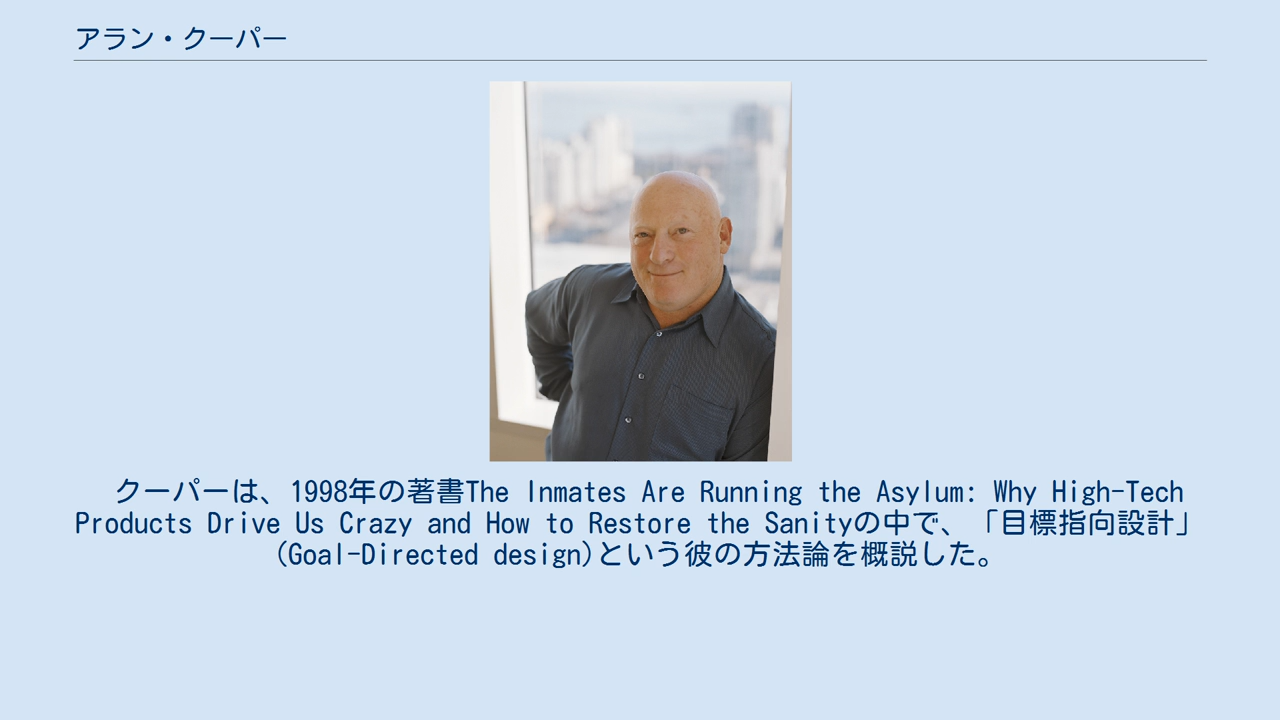 アラン・クーパー
クーパーは、1998年の著書The Inmates Are Running the Asylum: Why High-Tech
Products Drive Us Crazy and How to Restore the Sanityの中で、「目標指向設計」
(Goal-Directed design)という彼の方法論を概説した。